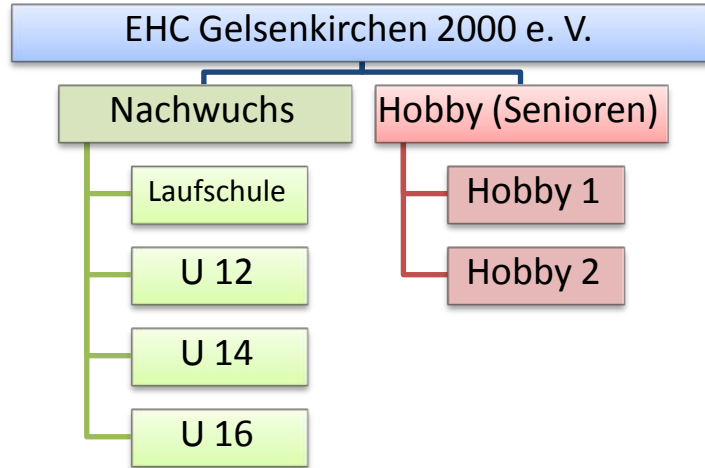 EHC Gelsenkirchen 2000 e. V.
Nachwuchs
Laufschule
U 12
U 14
U 16
Hobby (Senioren)
Hobby 1
Hobby 2